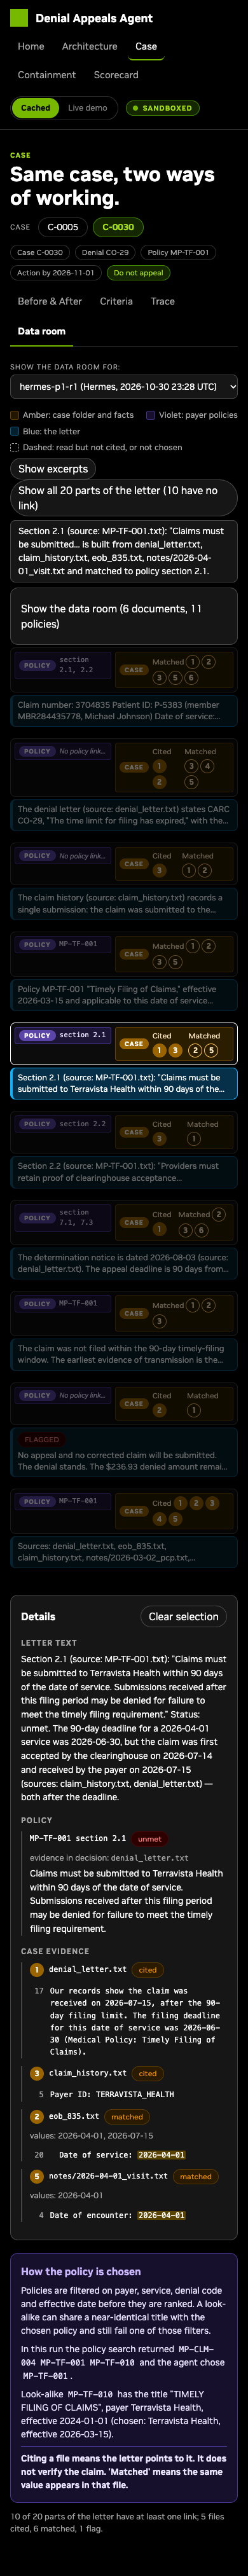 Denial Appeals Agent
Home Architecture Case
Containment Scorecard
Cached Live demo SANDBOXED
CASE
Same case, two ways
of working.
CASE C-0005 C-0030
Case C-0030 Denial CO-29 Policy MP-TF-001
Action by 2026-11-01 Do not appeal
Before & After Criteria Trace
Data room
SHOW THE DATA ROOM FOR:
hermes-p1-r1 (Hermes, 2026-10-30 23:28 UTC)
Amber: case folder and facts Violet: payer policies
Blue: the letter
Dashed: read but not cited, or not chosen
Show excerpts
Show all 20 parts of the letter (10 have no
link)
Section 2.1 (source: MP-TF-001.txt): "Claims must
be submitted… is built from denial_letter.txt,
claim_history.txt, eob_835.txt, notes/2026-04-
01_visit.txt and matched to policy section 2.1.
Show the data room (6 documents, 11
policies)
POLICY section
2.1, 2.2
CASE Matched 1 2
3 5 6
Claim number: 3704835 Patient ID: P-5383 (member
MBR284435778, Michael Johnson) Date of service:…
POLICY No policy link…
CASE Cited 1 2 Matched 3 4 5
The denial letter (source: denial_letter.txt) states CARC
CO-29, "The time limit for filing has expired," with the…
POLICY No policy link…
CASE Cited 3 Matched 1 2
The claim history (source: claim_history.txt) records a
single submission: the claim was submitted to the…
POLICY MP-TF-001
CASE Matched 1 2
3 5
Policy MP-TF-001 "Timely Filing of Claims," effective
2026-03-15 and applicable to this date of service…
POLICY section 2.1
CASE Cited 1 3 Matched 2 5
Section 2.1 (source: MP-TF-001.txt): "Claims must be
submitted to Terravista Health within 90 days of the…
POLICY section 2.2
CASE Cited 3 Matched 1
Section 2.2 (source: MP-TF-001.txt): "Providers must
retain proof of clearinghouse acceptance…
POLICY section
7.1, 7.3
CASE Cited 1 Matched 2
3 6
The determination notice is dated 2026-08-03 (source:
denial_letter.txt). The appeal deadline is 90 days from…
POLICY MP-TF-001
CASE Matched 1 2
3
The claim was not filed within the 90-day timely-filing
window. The earliest evidence of transmission is the…
POLICY No policy link…
CASE Cited 2 Matched 1
FLAGGED
No appeal and no corrected claim will be submitted.
The denial stands. The $236.93 denied amount remai…
POLICY MP-TF-001
CASE Cited 1 2 3
4 5
Sources: denial_letter.txt, eob_835.txt,
claim_history.txt, notes/2026-03-02_pcp.txt,…
Details Clear selection
LETTER TEXT
Section 2.1 (source: MP-TF-001.txt): "Claims must
be submitted to Terravista Health within 90 days
of the date of service. Submissions received after
this filing period may be denied for failure to
meet the timely filing requirement." Status:
unmet. The 90-day deadline for a 2026-04-01
service was 2026-06-30, but the claim was first
accepted by the clearinghouse on 2026-07-14
and received by the payer on 2026-07-15
(sources: claim_history.txt, denial_letter.txt) —
both after the deadline.
POLICY
MP-TF-001 section 2.1 unmet
evidence in decision: denial_letter.txt
Claims must be submitted to Terravista Health
within 90 days of the date of service.
Submissions received after this filing period
may be denied for failure to meet the timely
filing requirement.
CASE EVIDENCE
1 denial_letter.txt cited
17 Our records show the claim was
received on 2026-07-15, after the 90-
day filing limit. The filing deadline
for this date of service was 2026-06-
30 (Medical Policy: Timely Filing of
Claims).
3 claim_history.txt cited
5 Payer ID: TERRAVISTA_HEALTH
2 eob_835.txt matched
values: 2026-04-01, 2026-07-15
20 Date of service: 2026-04-01
5 notes/2026-04-01_visit.txt matched
values: 2026-04-01
4 Date of encounter: 2026-04-01
How the policy is chosen
Policies are filtered on payer, service, denial code
and effective date before they are ranked. A look-
alike can share a near-identical title with the
chosen policy and still fail one of those filters.
In this run the policy search returned MP-CLM-
004 MP-TF-001 MP-TF-010 and the agent chose
MP-TF-001.
Look-alike MP-TF-010 has the title "TIMELY
FILING OF CLAIMS", payer Terravista Health,
effective 2024-01-01 (chosen: Terravista Health,
effective 2026-03-15).
Citing a file means the letter points to it. It does
not verify the claim. 'Matched' means the same
value appears in that file.
10 of 20 parts of the letter have at least one link; 5 files
cited, 6 matched, 1 flag.